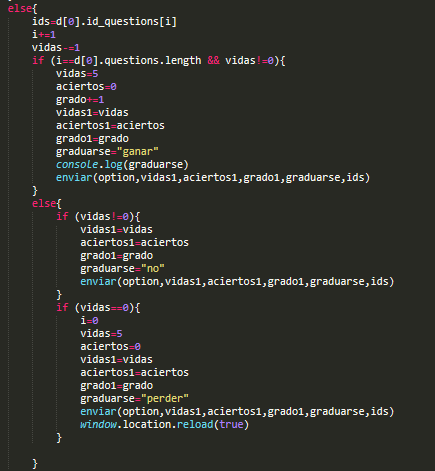 else{
ids=d[0].id_questions[i]
i+=1
vidas-=1
if (i==d[0].questions.length && vidas!=0){
vidas=5
aciertos=0
grado+=1
vidas1=vidas
aciertos1=aciertos
grado1=grado
graduarse="ganar"
console.log(graduarse)
enviar(option,vidas1,aciertos1,grado1,graduarse,ids)
}
else{
if (vidas!=0){
vidas1=vidas
aciertos1=aciertos
grado1=grado
graduarse="no"
enviar(option,vidas1,aciertos1,grado1,graduarse,ids)
}
if (vidas==0){
i=0
vidas=5
aciertos=0
vidas1=vidas
aciertos1=aciertos
grado1=grado
graduarse="perder"
enviar(option,vidas1,aciertos1,grado1,graduarse,ids)
window.location.reload(true)
}
}